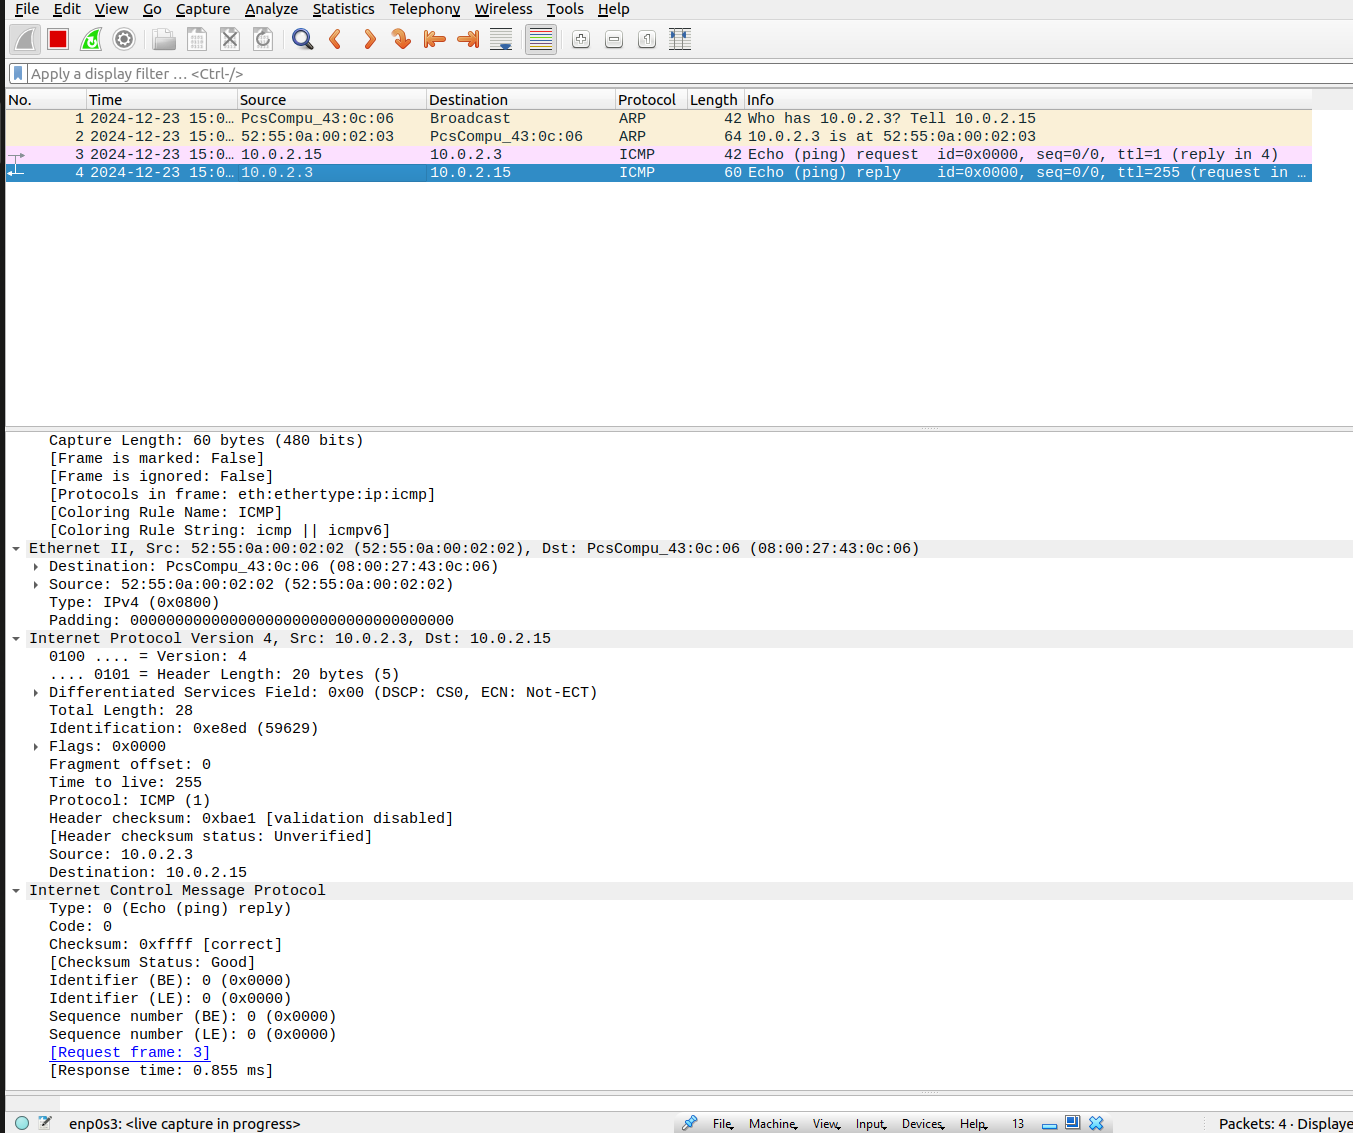 File Edit View Go Capture Analyze Statistics Telephony Wireless Tools Help
Apply a display filter … <Ctrl-/>
No. Time Source Destination Protocol Length Info
1 2024-12-23 15:0… PcsCompu_43:0c:06 Broadcast ARP 42 Who has 10.0.2.3? Tell 10.0.2.15
2 2024-12-23 15:0… 52:55:0a:00:02:03 PcsCompu_43:0c:06 ARP 64 10.0.2.3 is at 52:55:0a:00:02:03
3 2024-12-23 15:0… 10.0.2.15 10.0.2.3 ICMP 42 Echo (ping) request id=0x0000, seq=0/0, ttl=1 (reply in 4)
4 2024-12-23 15:0… 10.0.2.3 10.0.2.15 ICMP 60 Echo (ping) reply id=0x0000, seq=0/0, ttl=255 (request in …
Capture Length: 60 bytes (480 bits)
[Frame is marked: False]
[Frame is ignored: False]
[Protocols in frame: eth:ethertype:ip:icmp]
[Coloring Rule Name: ICMP]
[Coloring Rule String: icmp || icmpv6]
Ethernet II, Src: 52:55:0a:00:02:02 (52:55:0a:00:02:02), Dst: PcsCompu_43:0c:06 (08:00:27:43:0c:06)
Destination: PcsCompu_43:0c:06 (08:00:27:43:0c:06)
Source: 52:55:0a:00:02:02 (52:55:0a:00:02:02)
Type: IPv4 (0x0800)
Padding: 000000000000000000000000000000000000
Internet Protocol Version 4, Src: 10.0.2.3, Dst: 10.0.2.15
0100 .... = Version: 4
.... 0101 = Header Length: 20 bytes (5)
Differentiated Services Field: 0x00 (DSCP: CS0, ECN: Not-ECT)
Total Length: 28
Identification: 0xe8ed (59629)
Flags: 0x0000
Fragment offset: 0
Time to live: 255
Protocol: ICMP (1)
Header checksum: 0xbae1 [validation disabled]
[Header checksum status: Unverified]
Source: 10.0.2.3
Destination: 10.0.2.15
Internet Control Message Protocol
Type: 0 (Echo (ping) reply)
Code: 0
Checksum: 0xffff [correct]
[Checksum Status: Good]
Identifier (BE): 0 (0x0000)
Identifier (LE): 0 (0x0000)
Sequence number (BE): 0 (0x0000)
Sequence number (LE): 0 (0x0000)
[Request frame: 3]
[Response time: 0.855 ms]
enp0s3: <live capture in progress> File Machine View Input Devices Help 13 Packets: 4 · Displaye